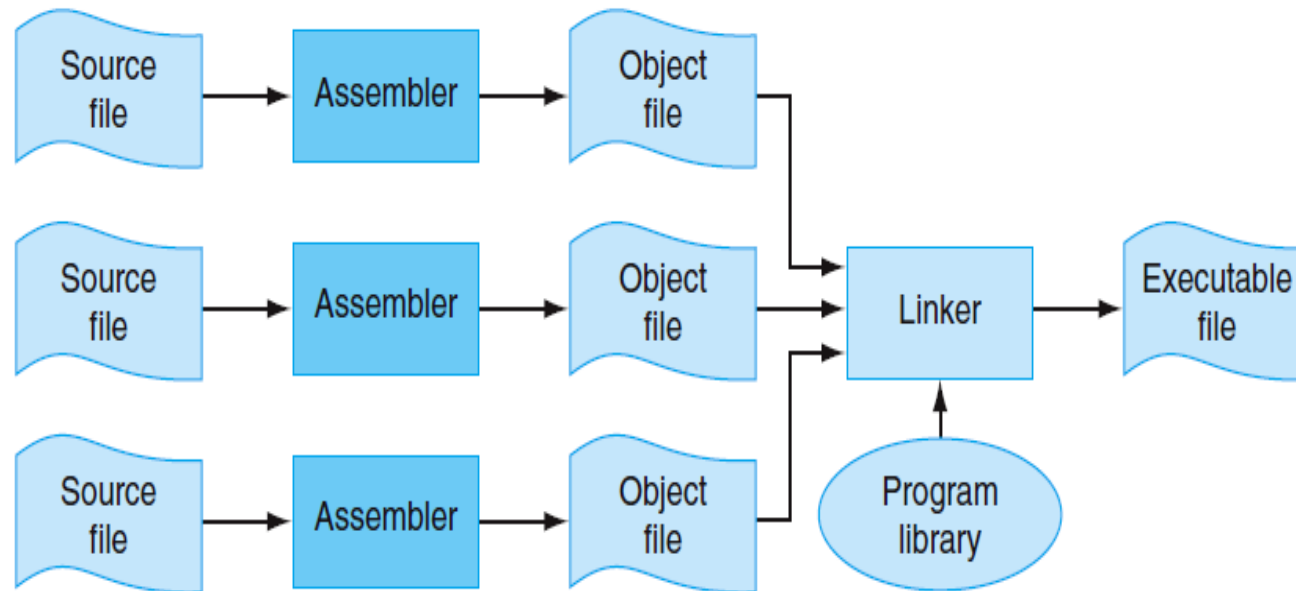 Source
file
Assembler
Object
file
Source
file
Assembler
Object
file
Linker
Executable
file
Source
file
Assembler
Object
file
Program
library